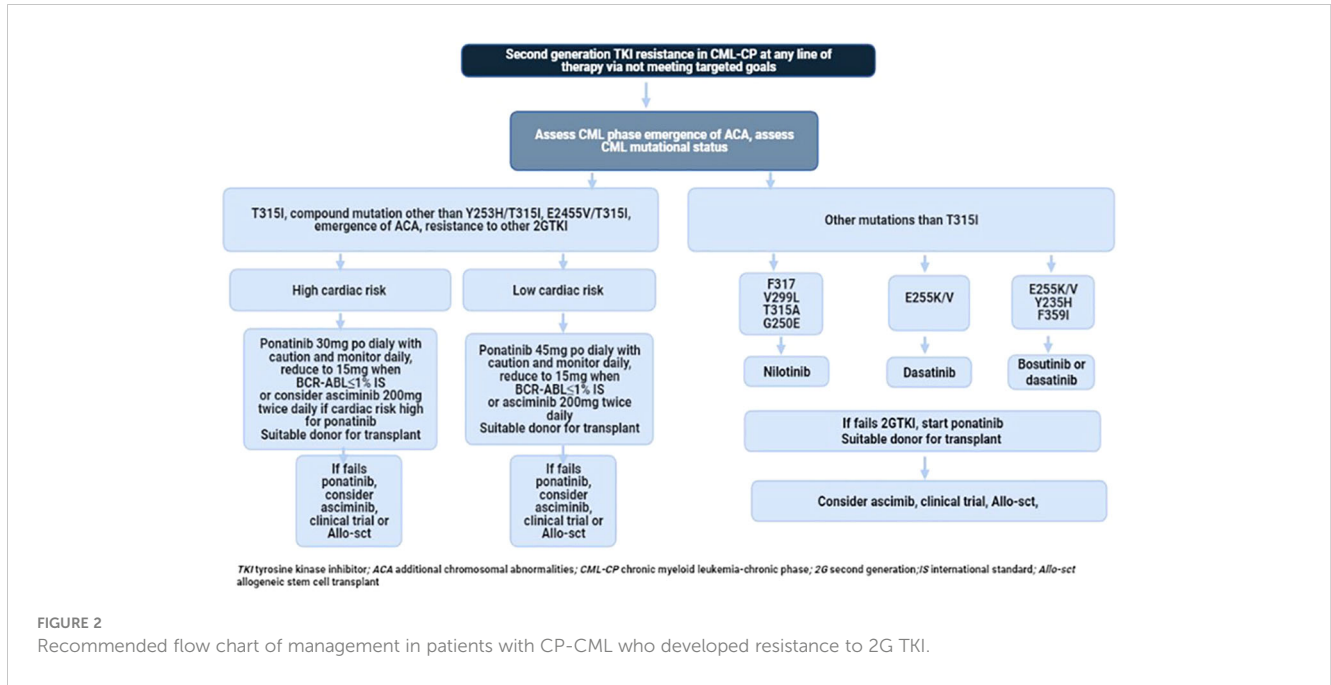 Second generation TKI resistance in CML-CP at any line of
therapy via not meeting targeted goals
Assess CML phase emergence of ACA, assess
CML mutational status
T315I, compound mutation other than Y253H/T315I, E2455V/T315I,
emergence of ACA, resistance to other 2GTKI
Other mutations than T315I
High cardiac risk
Low cardiac risk
F317
V299L
T315A
G250E
E255K/V
E255K/V
Y235H
F359I
Ponatinib 30mg po dialy with
caution and monitor daily,
reduce to 15mg when
BCR-ABL≤1% IS
or consider asciminib 200mg
twice daily if cardiac risk high
for ponatinib
Suitable donor for transplant
Ponatinib 45mg po dialy with
caution and monitor daily,
reduce to 15mg when
BCR-ABL≤1% IS
or asciminib 200mg twice
daily
Suitable donor for transplant
Nilotinib
Dasatinib
Bosutinib or
dasatinib
If fails 2GTKI, start ponatinib
Suitable donor for transplant
If fails
ponatinib,
consider
asciminib,
clinical trial or
Allo-sct
If fails
ponatinib,
consider
asciminib,
clinical trial or
Allo-sct
Consider ascimib, clinical trial, Allo-sct,
TKI tyrosine kinase inhibitor; ACA additional chromosomal abnormalities; CML-CP chronic myeloid leukemia-chronic phase; 2G second generation;IS international standard; Allo-sct
allogeneic stem cell transplant
FIGURE 2
Recommended flow chart of management in patients with CP-CML who developed resistance to 2G TKI.